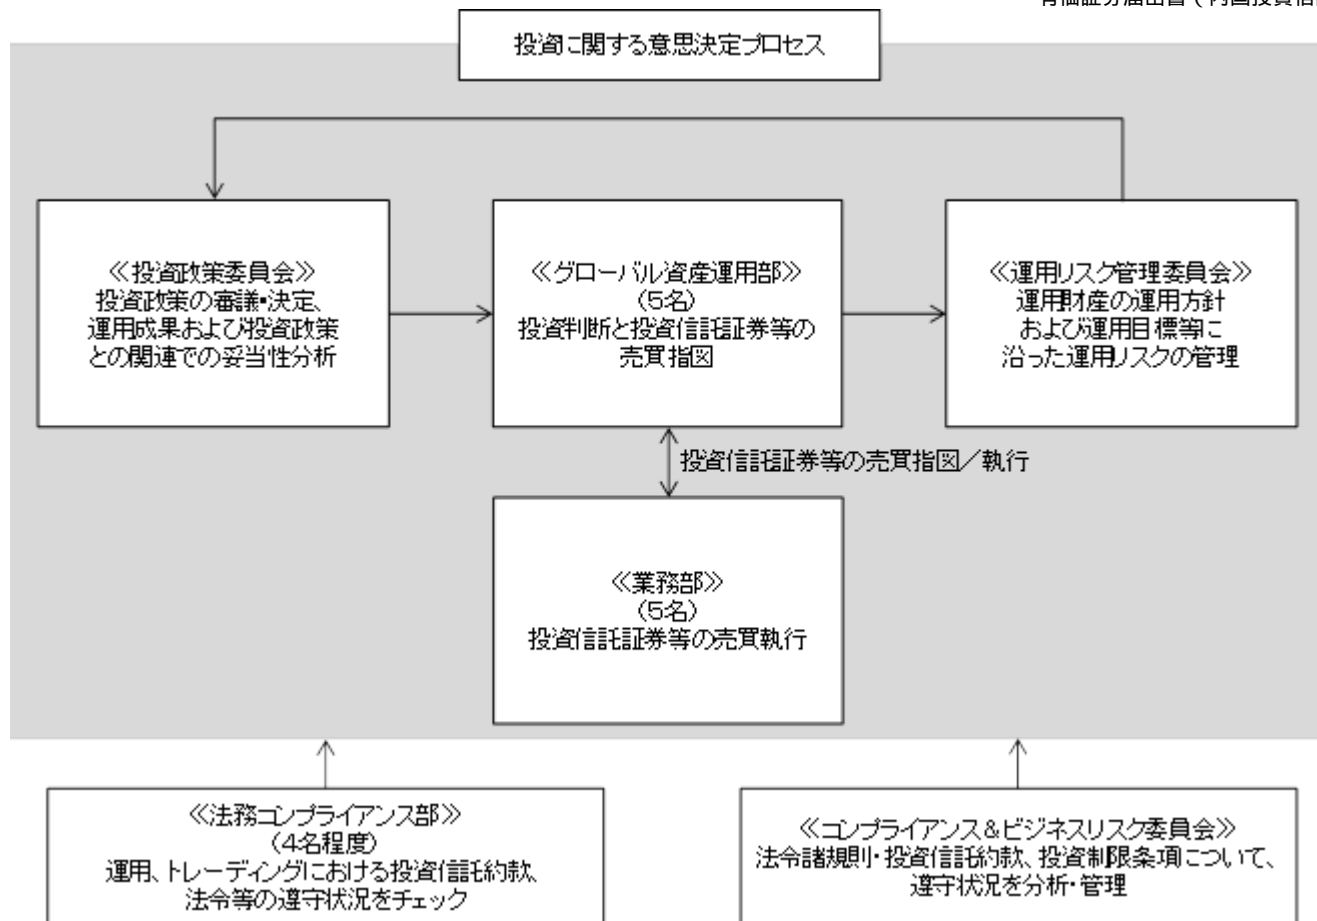 投資に関する意思決定プロセス
≪投資政策委員会≫
投資政策の審議・決定、
運用成果および投資政策
との関連での妥当性分析
≪グローバル資産運用部≫
(5名)
投資判断と投資信託証券等の
売買指図
≪運用リスク管理委員会≫
運用財産の運用方針
および運用目標等に
沿った運用リスクの管理
投資信託証券等の売買指図／執行
≪業務部≫
(5名)
投資信託証券等の売買執行
≪法務コンプライアンス部≫
(4名程度)
運用、トレーディングにおける投資信託約款、
法令等の遵守状況をチェック
≪コンプライアンス＆ビジネスリスク委員会≫
法令諸規則・投資信託約款、投資制限条項について、
遵守状況を分析・管理